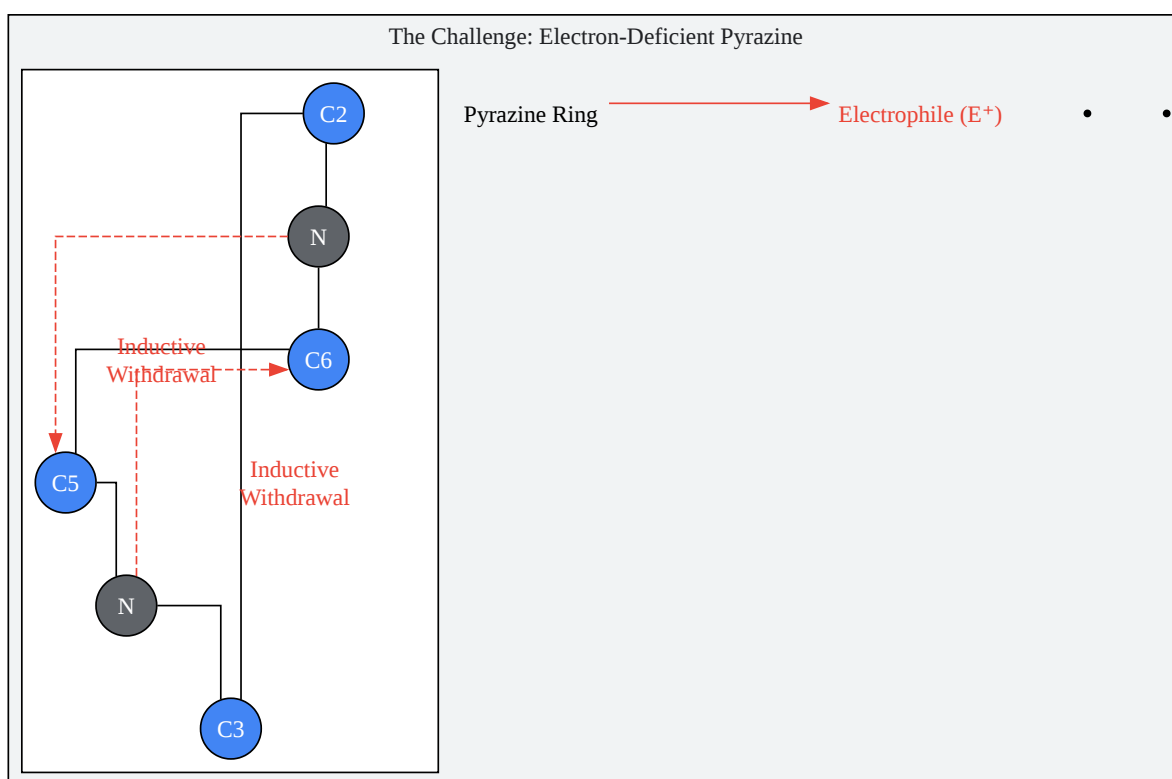 The Challenge: Electron-Deficient Pyrazine
C2
Pyrazine Ring
Electrophile (E⁺)
N
Inductive
Withdrawal
C6
Inductive
Withdrawal
C5
N
C3